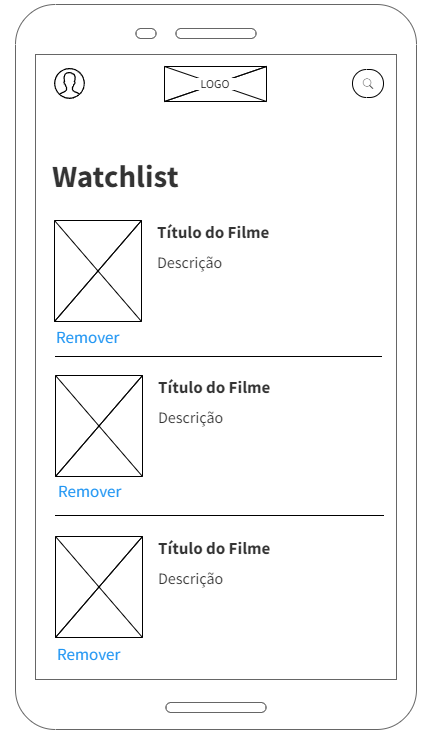 LOGO
Watchlist
Título do Filme
Descrição
Remover
Título do Filme
Descrição
Remover
Título do Filme
Descrição
Remover